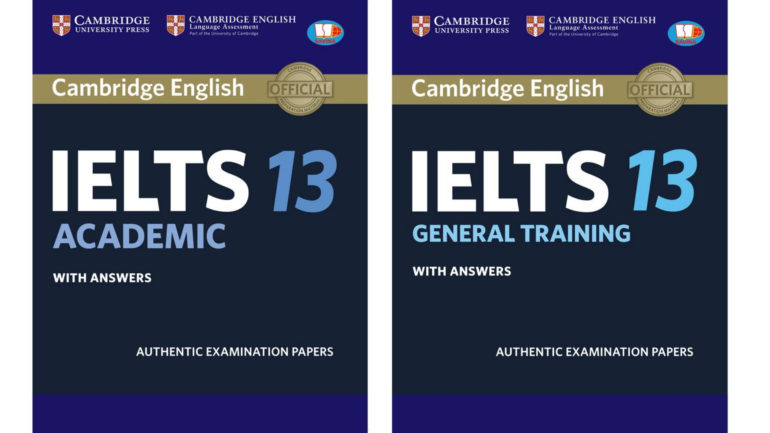 CAMBRIDGE
UNIVERSITY PRESS
CAMBRIDGE ENGLISH
Language Assessment
Part of the University of Cambridge
Cambridge English
OFFICIAL
IELTS 13
ACADEMIC
WITH ANSWERS
AUTHENTIC EXAMINATION PAPERS
CAMBRIDGE
UNIVERSITY PRESS
CAMBRIDGE ENGLISH
Language Assessment
Part of the University of Cambridge
Cambridge English
OFFICIAL
IELTS 13
GENERAL TRAINING
WITH ANSWERS
AUTHENTIC EXAMINATION PAPERS